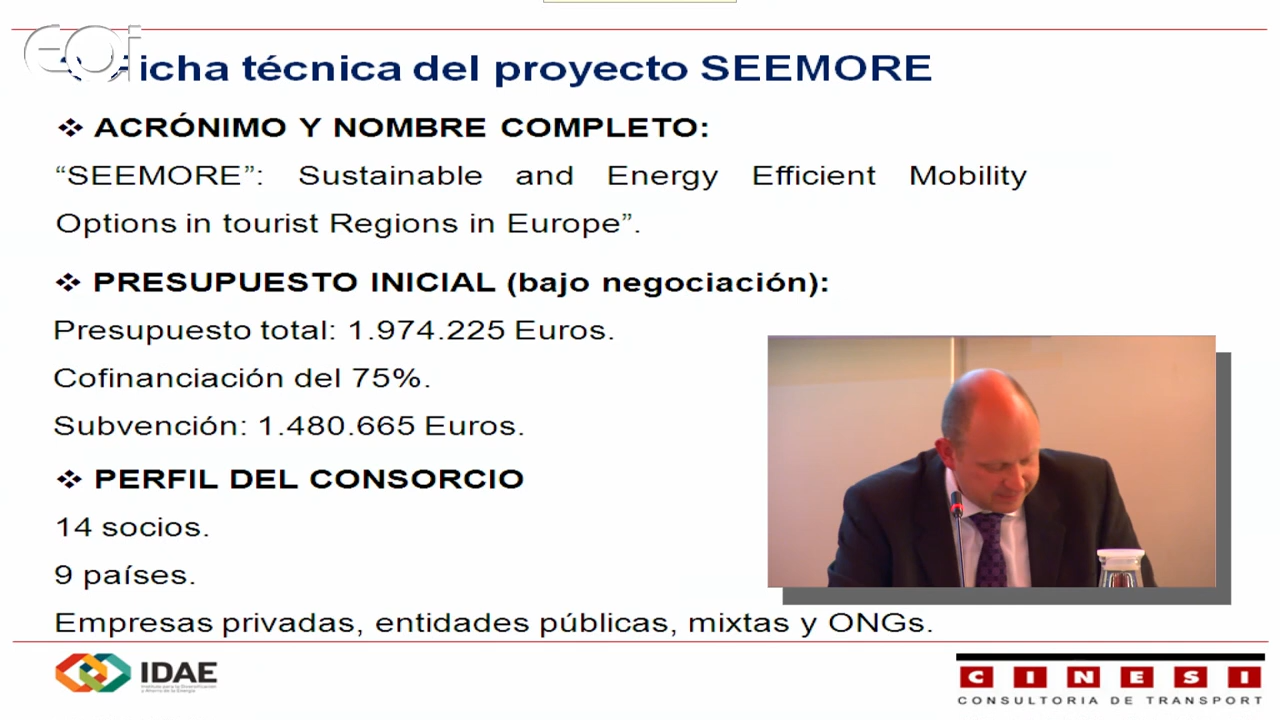 eoi
Ficha técnica del proyecto SEEMORE
❖ ACRÓNIMO Y NOMBRE COMPLETO:
“SEEMORE”: Sustainable and Energy Efficient Mobility
Options in tourist Regions in Europe”.
❖ PRESUPUESTO INICIAL (bajo negociación):
Presupuesto total: 1.974.225 Euros.
Cofinanciación del 75%.
Subvención: 1.480.665 Euros.
❖ PERFIL DEL CONSORCIO
14 socios.
9 países.
Empresas privadas, entidades públicas, mixtas y ONGs.
IDAE
CINESI
CONSULTORIA DE TRANSPORT